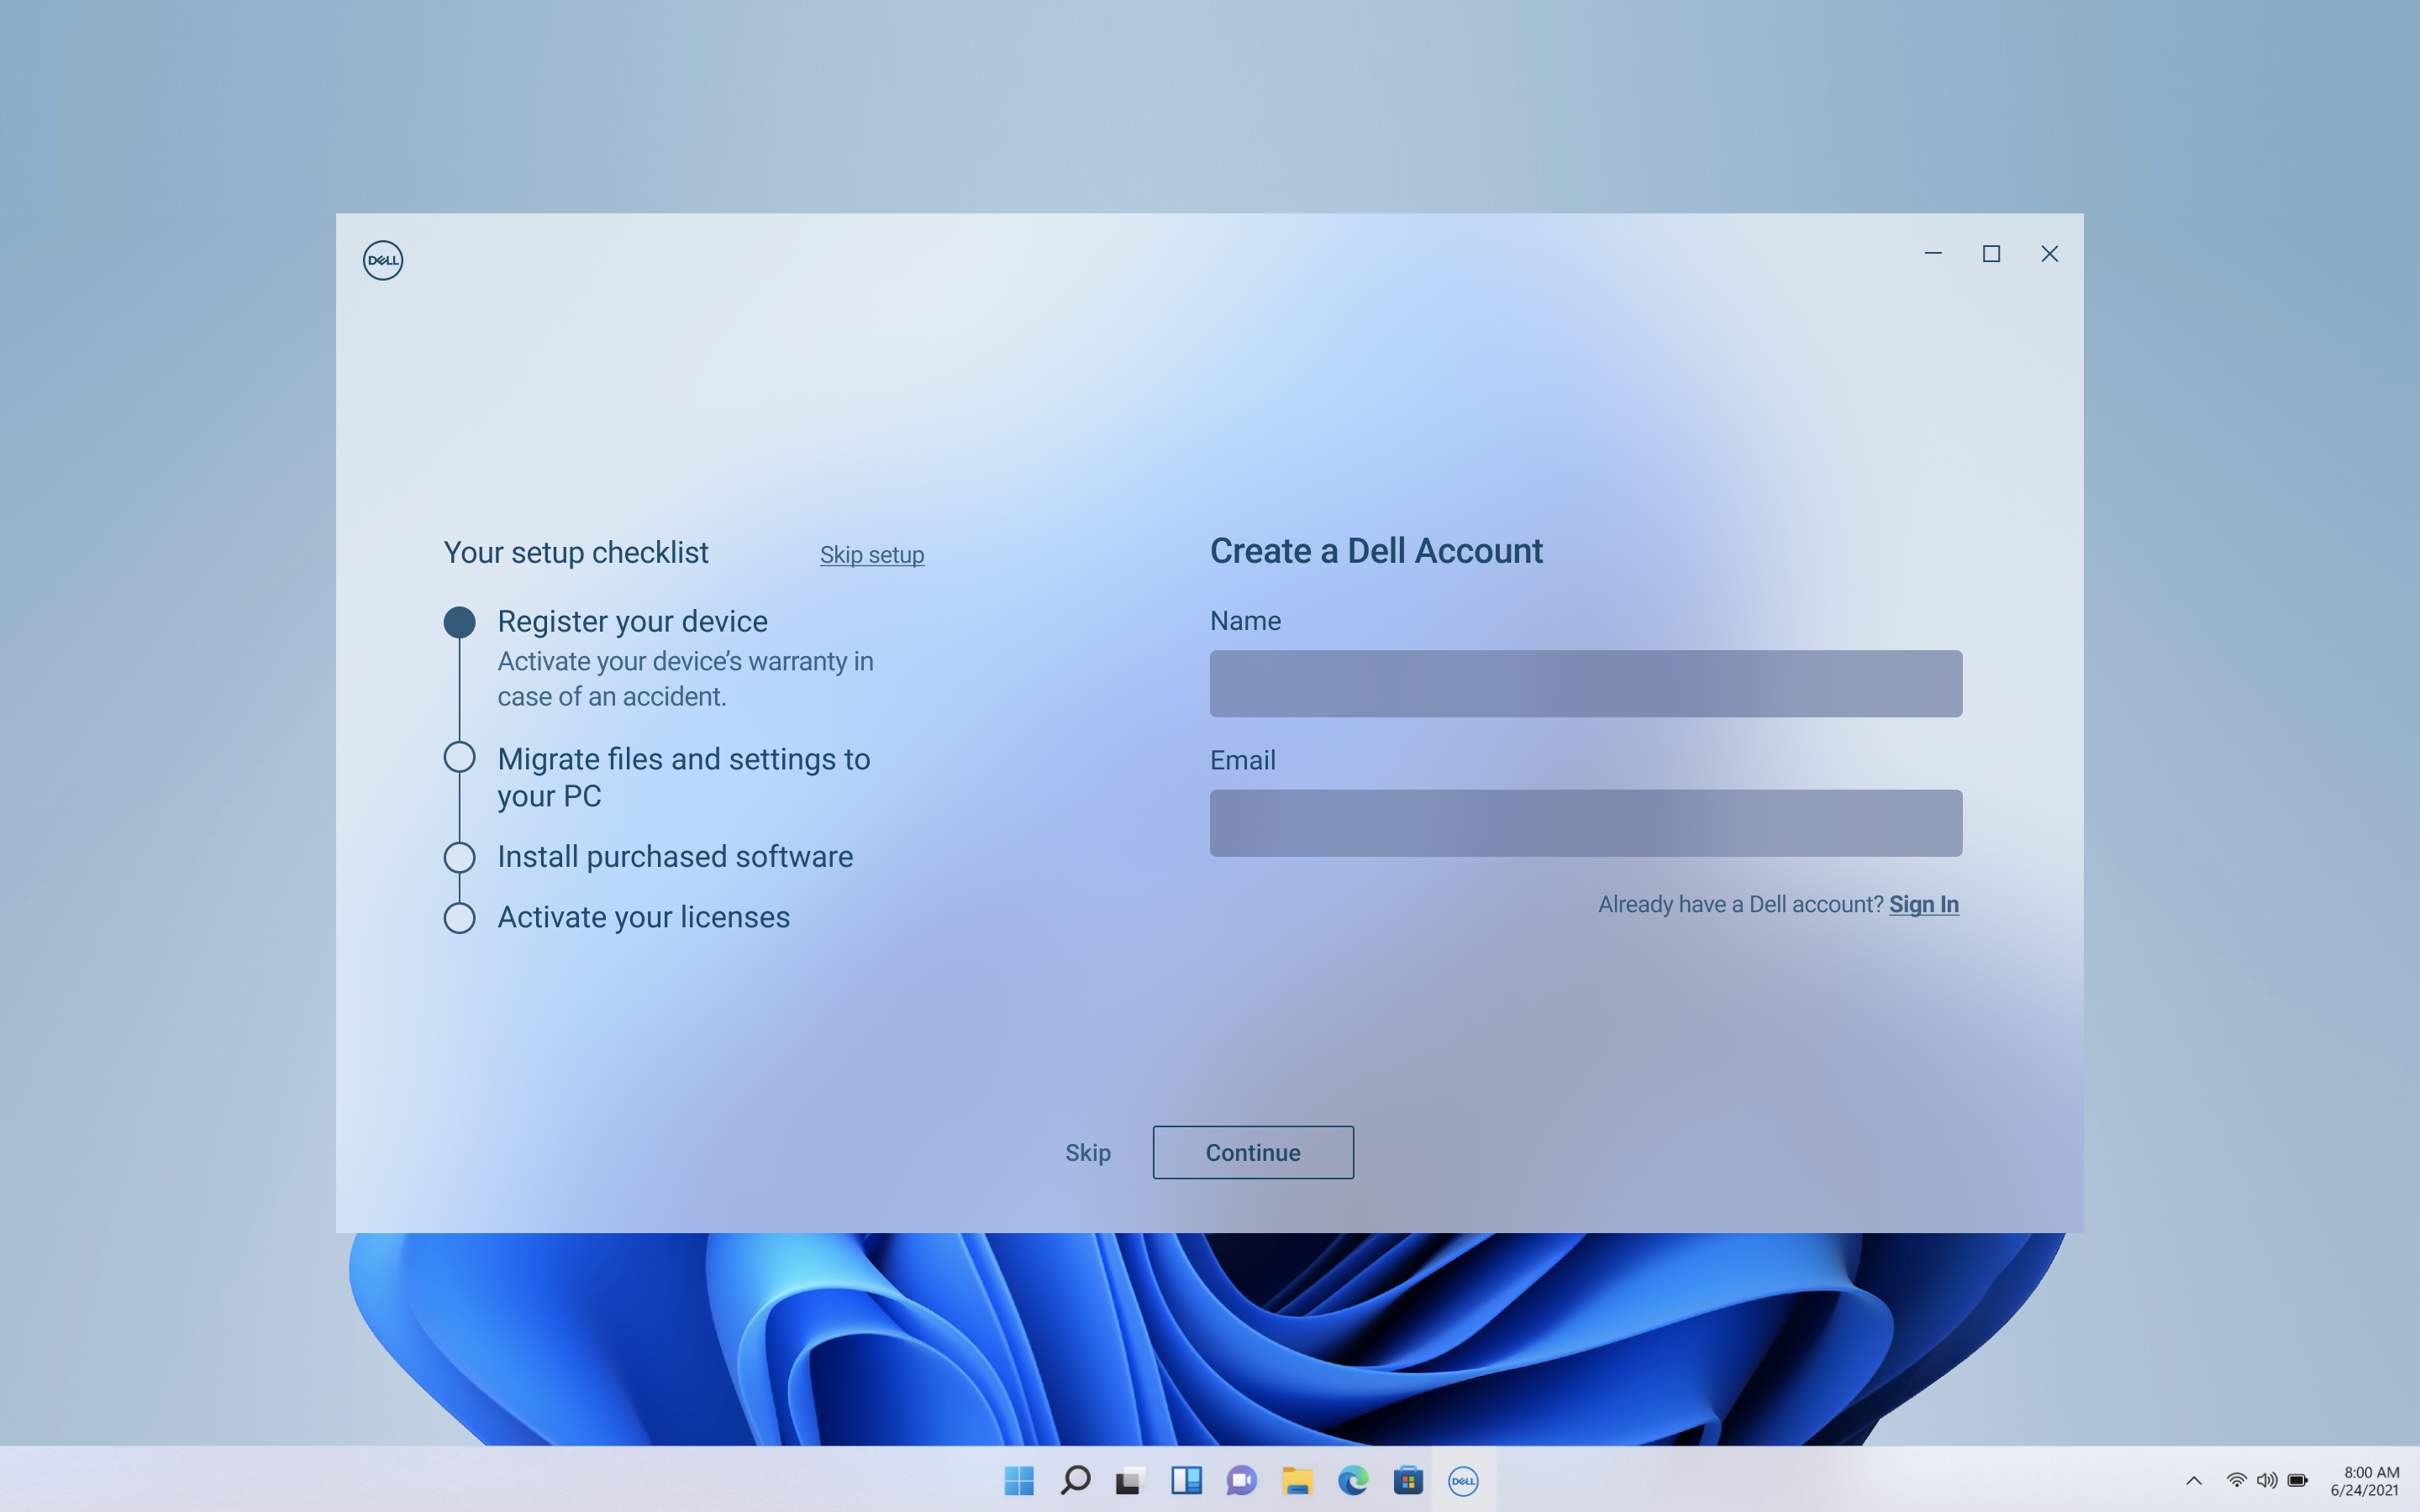 DELL
Your setup checklist
Skip setup
Register your device
Activate your device’s warranty in
case of an accident.
Migrate files and settings to
your PC
Install purchased software
Activate your licenses
Create a Dell Account
Name
Email
Already have a Dell account? Sign In
Skip
Continue
DELL
8:00 AM
6/24/2021